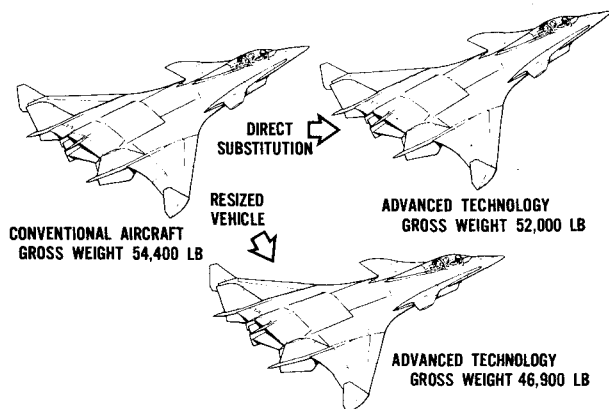 DIRECT
SUBSTITUTION
RESIZED
VEHICLE
CONVENTIONAL AIRCRAFT
GROSS WEIGHT 54,400 LB
ADVANCED TECHNOLOGY
GROSS WEIGHT 52,000 LB
ADVANCED TECHNOLOGY
GROSS WEIGHT 46,900 LB